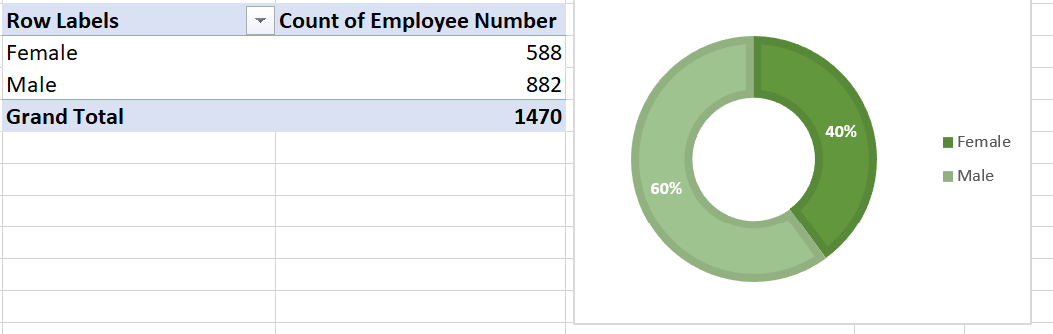 Row Labels Count of Employee Number
Female 588
Male 882
Grand Total 1470
40%
60%
Female
Male